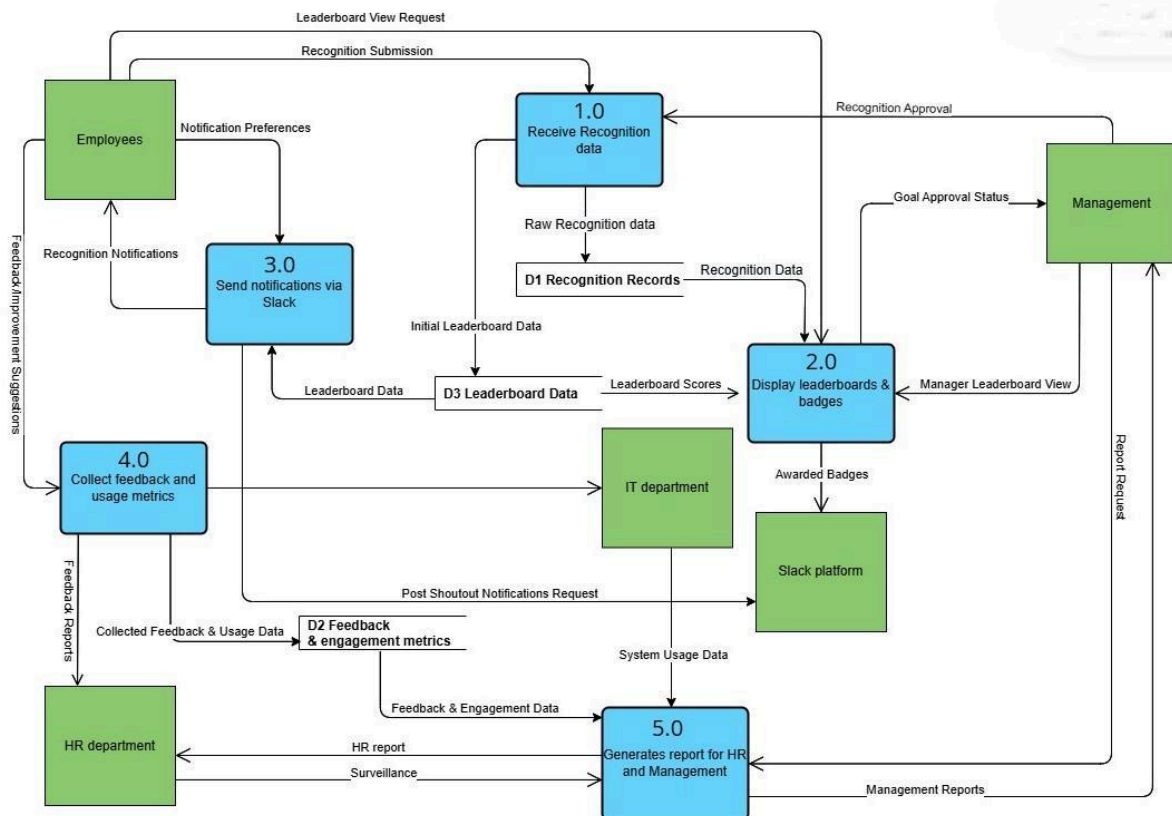 Leaderboard View Request
Recognition Submission
Employees
Notification Preferences
1.0
Receive Recognition
data
Recognition Approval
Management
Goal Approval Status
Raw Recognition data
Recognition Notifications
3.0
Send notifications via
Slack
D1 Recognition Records
Recognition Data
Feedback/Improvement Suggestions
Initial Leaderboard Data
2.0
Display leaderboards &
badges
Leaderboard Data
D3 Leaderboard Data
Leaderboard Scores
Manager Leaderboard View
4.0
Collect feedback and
usage metrics
IT department
Awarded Badges
Report Request
Slack platform
Feedback Reports
Post Shoutout Notifications Request
Collected Feedback & Usage Data
D2 Feedback
& engagement metrics
System Usage Data
Feedback & Engagement Data
HR department
HR report
Surveillance
5.0
Generates report for HR
and Management
Management Reports